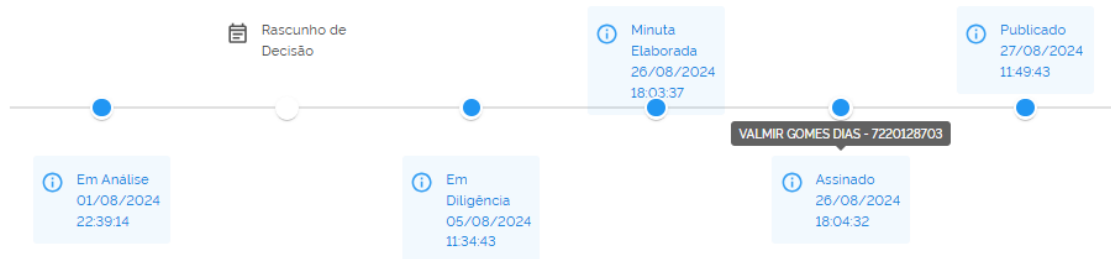 Rascunho de
Decisão
Minuta
Elaborada
26/08/2024
18:03:37
Publicado
27/08/2024
11:49:43
VALMIR GOMES DIAS - 7220128703
Em Análise
01/08/2024
22:39:14
Em
Diligência
05/08/2024
11:34:43
Assinado
26/08/2024
18:04:32